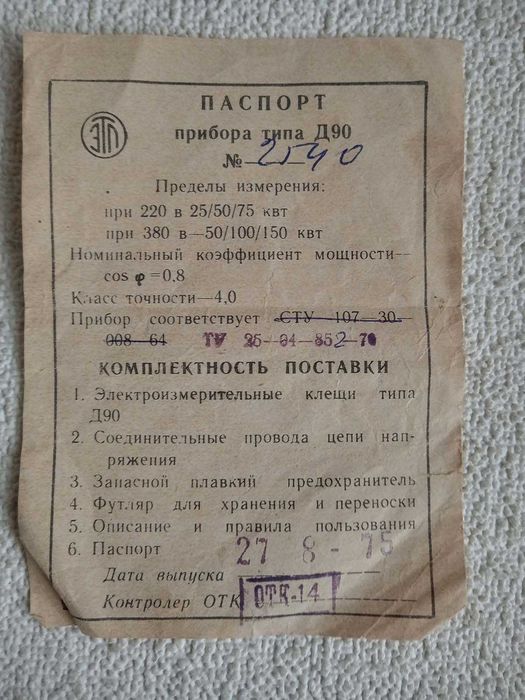 ЭТП
ПАСПОРТ
прибора типа Д90
№ 2540
Пределы измерения:
при 220 в 25/50/75 квт
при 380 в—50/100/150 квт
Номинальный коэффициент мощности—
cos φ=0,8
Класс точности—4,0
Прибор соответствует СТУ 107—30—
008—64 ТУ 25—04—852—70
КОМПЛЕКТНОСТЬ ПОСТАВКИ
1. Электроизмерительные клещи типа
Д90
2. Соединительные провода цепи нап-
ряжения
3. Запасной плавкий предохранитель
4. Футляр для хранения и переноски
5. Описание и правила пользования
6. Паспорт
27 8 - 75
Дата выпуска
Контролер ОТК ОТК-14